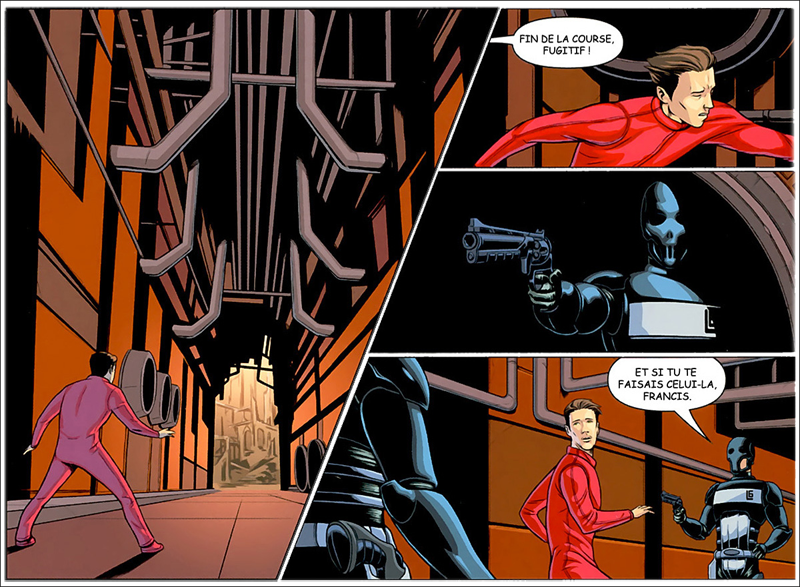 FIN DE LA COURSE,
FUGITIF !
ET SI TU TE
FAISAIS CELUI-LA,
FRANCIS.